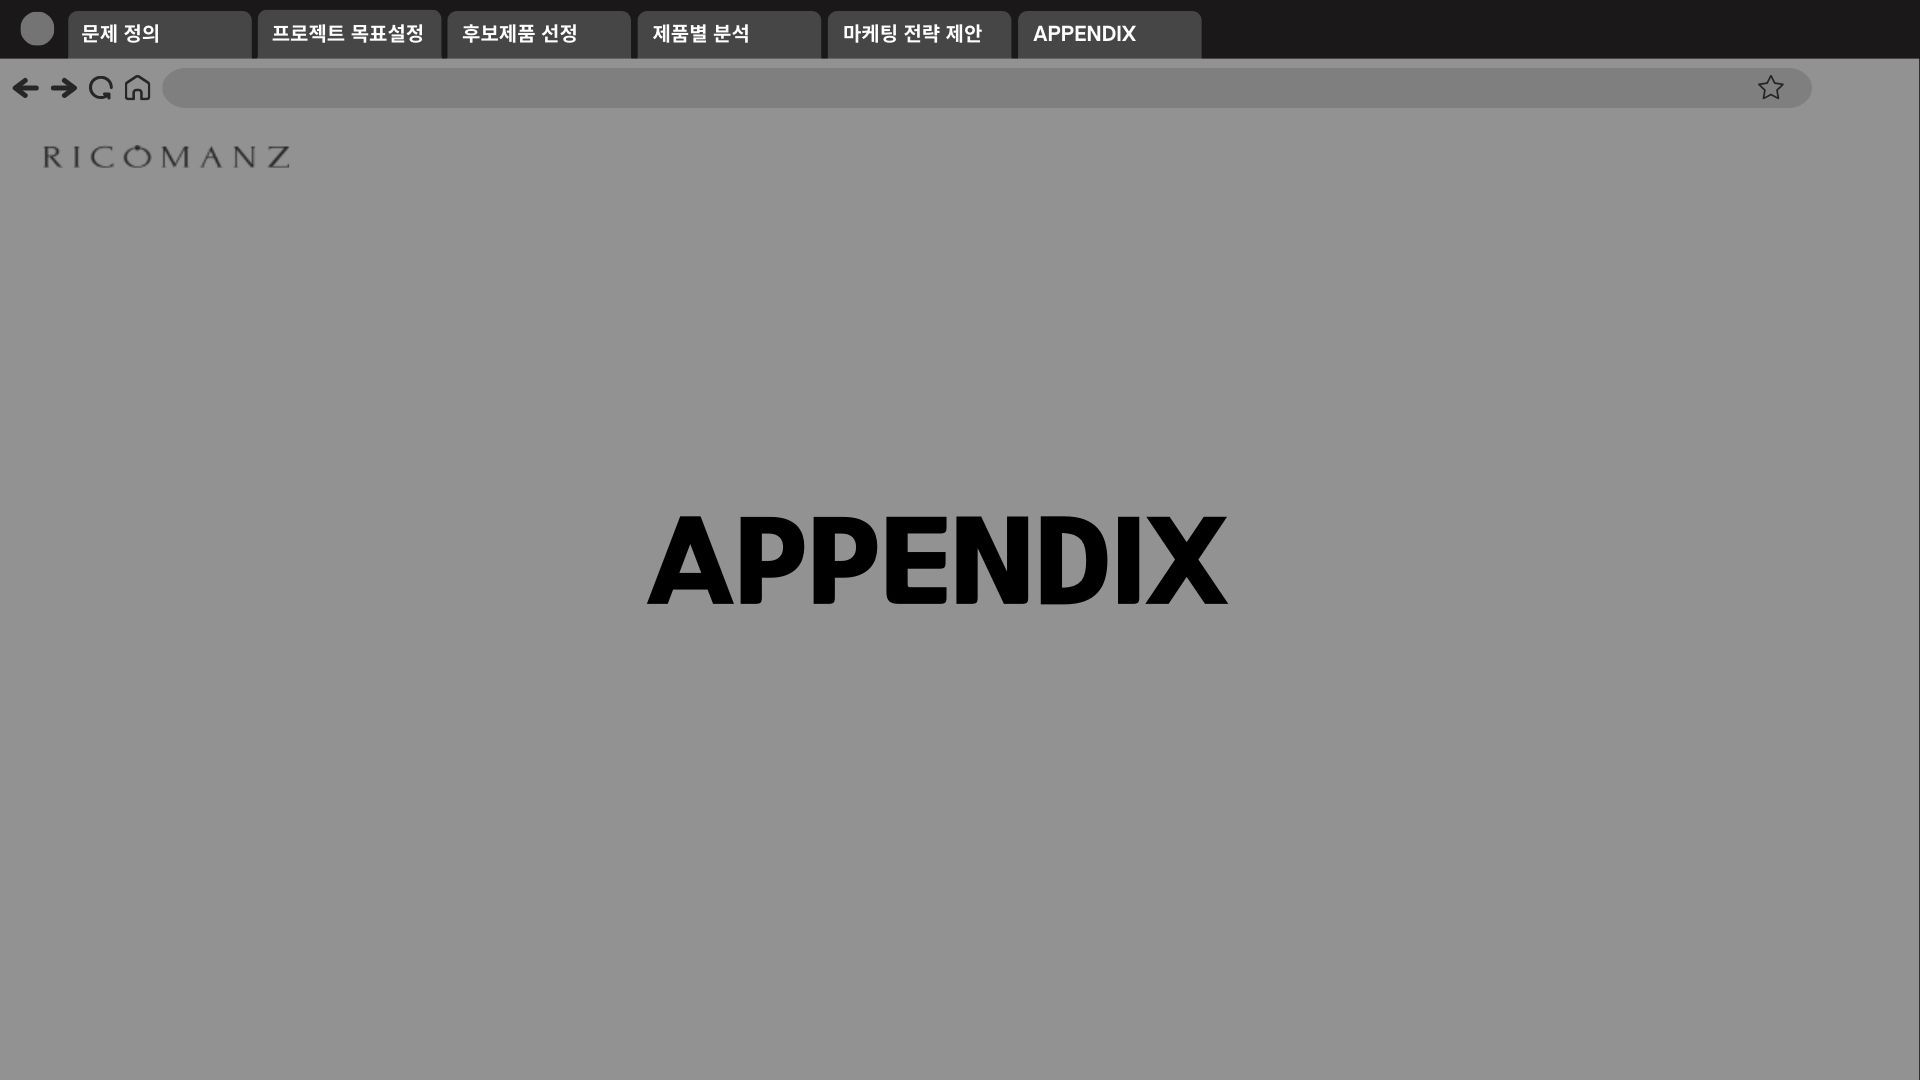 문제 정의
프로젝트 목표설정
후보제품 선정
제품별 분석
마케팅 전략 제안
APPENDIX
RICOMANZ
APPENDIX